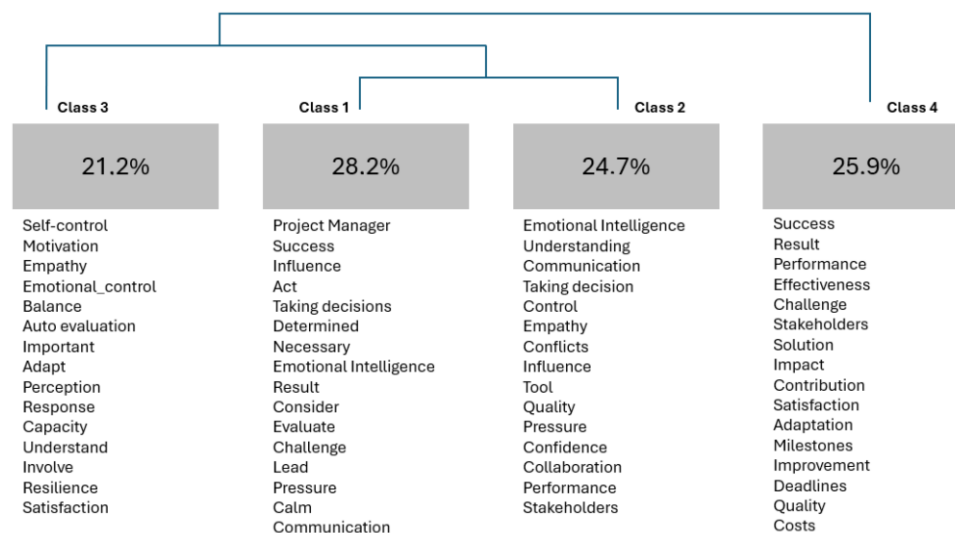 Class 3
21.2%
Self-control
Motivation
Empathy
Emotional_control
Balance
Auto evaluation
Important
Adapt
Perception
Response
Capacity
Understand
Involve
Resilience
Satisfaction
Class 1
28.2%
Project Manager
Success
Influence
Act
Taking decisions
Determined
Necessary
Emotional Intelligence
Result
Consider
Evaluate
Challenge
Lead
Pressure
Calm
Communication
Class 2
24.7%
Emotional Intelligence
Understanding
Communication
Taking decision
Control
Empathy
Conflicts
Influence
Tool
Quality
Pressure
Confidence
Collaboration
Performance
Stakeholders
Class 4
25.9%
Success
Result
Performance
Effectiveness
Challenge
Stakeholders
Solution
Impact
Contribution
Satisfaction
Adaptation
Milestones
Improvement
Deadlines
Quality
Costs